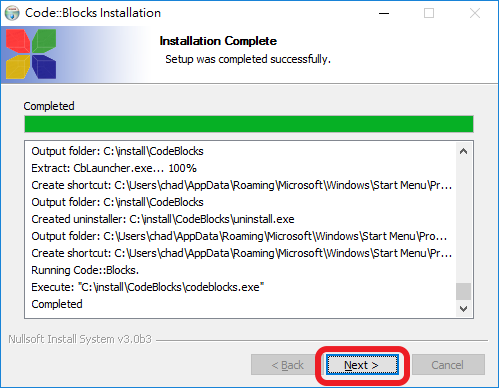 Code::Blocks Installation
Installation Complete
Setup was completed successfully.
Completed
Output folder: C:\install\CodeBlocks
Extract: CbLauncher.exe... 100%
Create shortcut: C:\Users\chad\AppData\Roaming\Microsoft\Windows\Start Menu\Pr...
Output folder: C:\install\CodeBlocks
Created uninstaller: C:\install\CodeBlocks\uninstall.exe
Output folder: C:\Users\chad\AppData\Roaming\Microsoft\Windows\Start Menu\Pro...
Create shortcut: C:\Users\chad\AppData\Roaming\Microsoft\Windows\Start Menu\Pr...
Running Code::Blocks.
Execute: "C:\install\CodeBlocks\codeblocks.exe"
Completed
Nullsoft Install System v3.0b3
< Back Next > Cancel